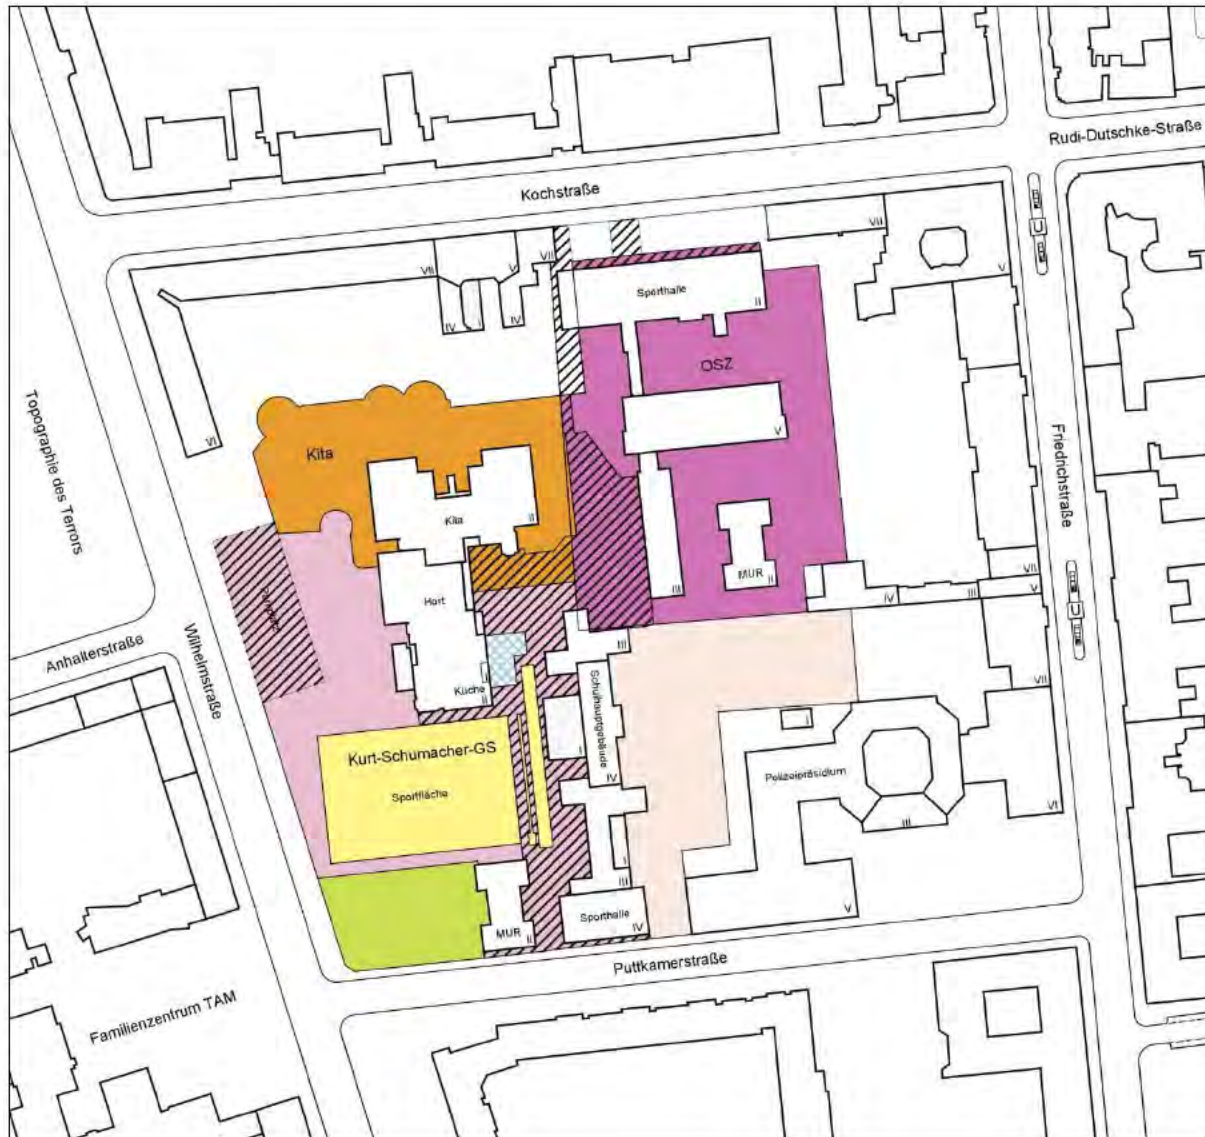 Rudi-Dutschke-Straße
Kochstraße
VII
VII
V
VII
U
V
Sporthalle
II
IV
I
IV
OSZ
Topographie des Terrors
VI
Kita
V
Friedrichstraße
Kita
II
MUR
II
III
VII
V
III
IV
U
Hort
Anhalterstraße
Wilhelmstraße
III
I
Küche
II
Schulhauptgebäude
VII
Kurt-Schumacher-GS
I
I
Sportfläche
IV
Polizeipräsidium
VI
III
I
III
Sporthalle
IV
V
MUR
II
Puttkamerstraße
Familienzentrum TAM